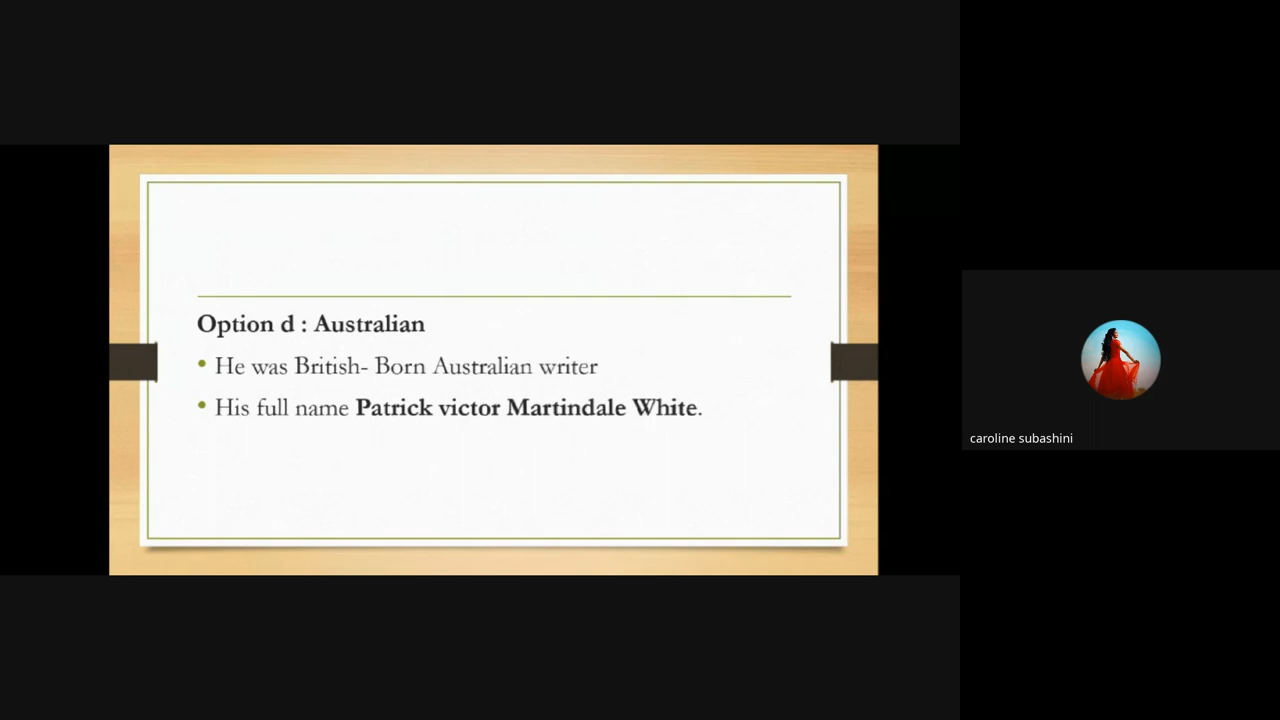 Option d : Australian
• He was British- Born Australian writer
• His full name Patrick victor Martindale White.
caroline subashini